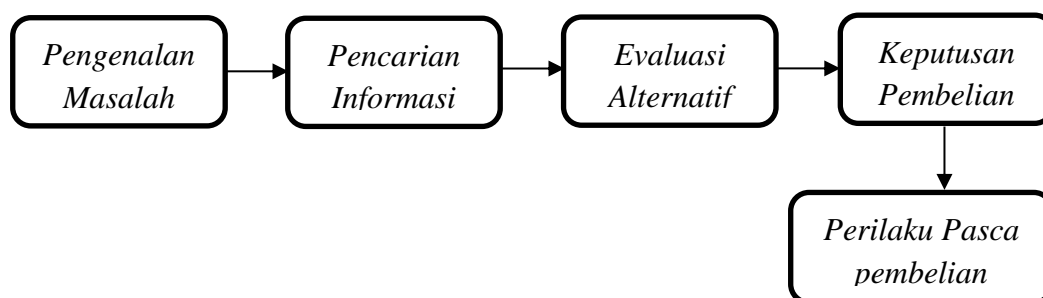 Pengenalan
Masalah
Pencarian
Informasi
Evaluasi
Alternatif
Keputusan
Pembelian
Perilaku Pasca
pembelian